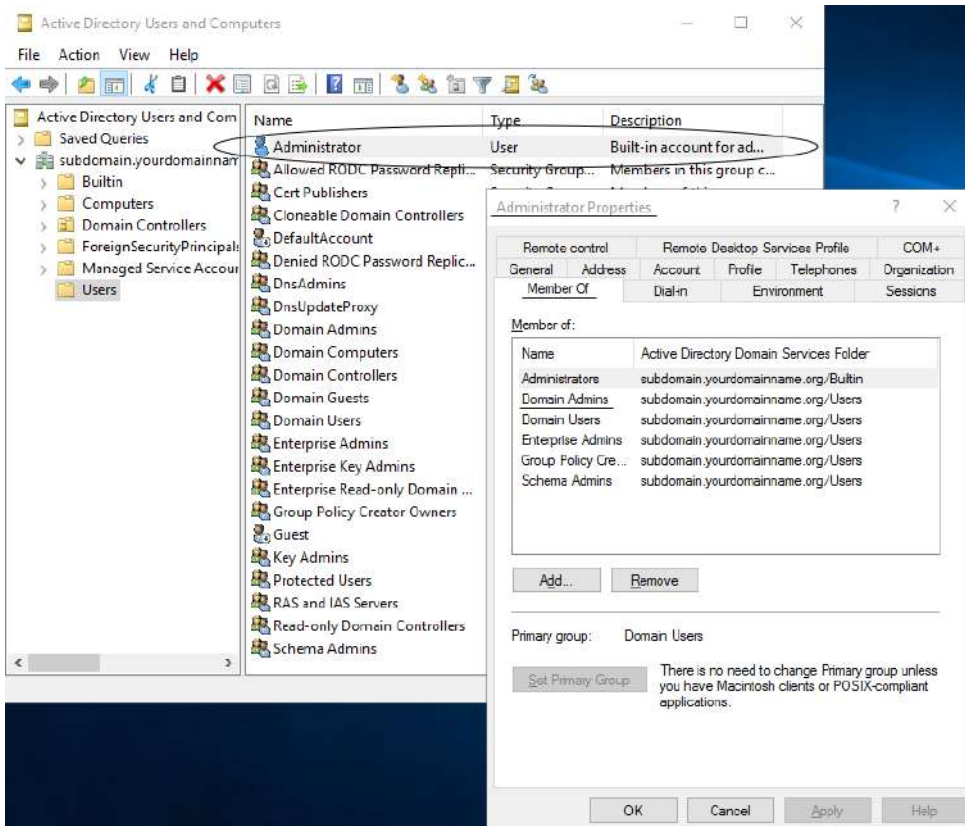 Active Directory Users and Computers
File Action View Help
Active Directory Users and Com
Saved Queries
subdomain.yourdomainnam
Builtin
Computers
Domain Controllers
ForeignSecurityPrincipals
Managed Service Accour
Users
Name Type Description
Administrator User Built-in account for ad...
Allowed RODC Password Repli... Security Group... Members in this group c...
Cert Publishers
Cloneable Domain Controllers
DefaultAccount
Denied RODC Password Replic...
DnsAdmins
DnsUpdateProxy
Domain Admins
Domain Computers
Domain Controllers
Domain Guests
Domain Users
Enterprise Admins
Enterprise Key Admins
Enterprise Read-only Domain ...
Group Policy Creator Owners
Guest
Key Admins
Protected Users
RAS and IAS Servers
Read-only Domain Controllers
Schema Admins
Administrator Properties ?
Remote control Remote Desktop Services Profile COM+
General Address Account Profile Telephones Organization
Member Of Dial-in Environment Sessions
Member of:
Name Active Directory Domain Services Folder
Administrators subdomain.yourdomainname.org/Builtin
Domain Admins subdomain.yourdomainname.org/Users
Domain Users subdomain.yourdomainname.org/Users
Enterprise Admins subdomain.yourdomainname.org/Users
Group Policy Cre... subdomain.yourdomainname.org/Users
Schema Admins subdomain.yourdomainname.org/Users
Add... Remove
Primary group: Domain Users
Set Primary Group
There is no need to change Primary group unless
you have Macintosh clients or POSIX-compliant
applications.
OK Cancel Apply Help